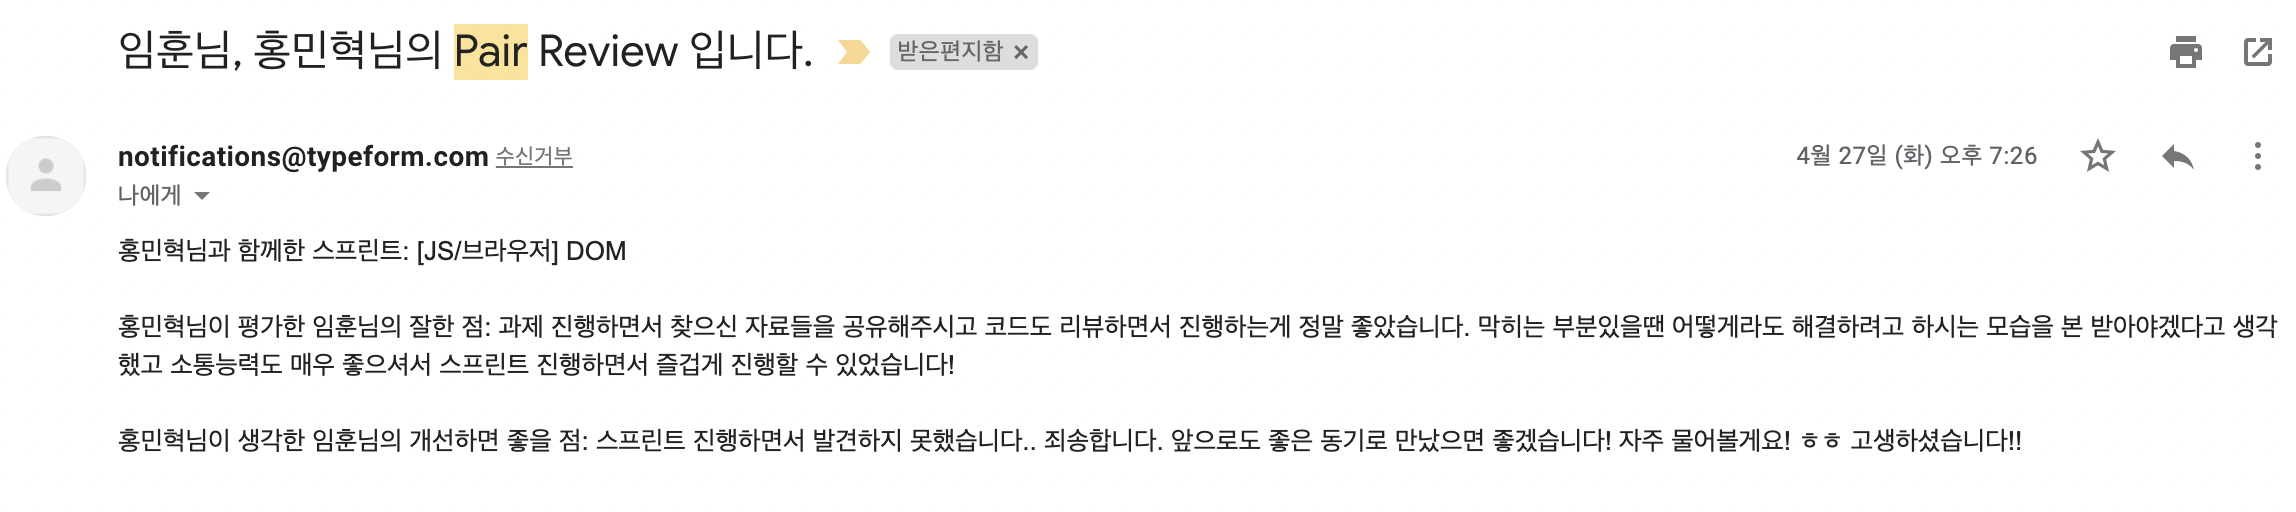 임훈님, 홍민혁님의 Pair Review 입니다. 받은편지함 ×
notifications@typeform.com 수신거부 4월 27일 (화) 오후 7:26
나에게
홍민혁님과 함께한 스프린트: [JS/브라우저] DOM
홍민혁님이 평가한 임훈님의 잘한 점: 과제 진행하면서 찾으신 자료들을 공유해주시고 코드도 리뷰하면서 진행하는게 정말 좋았습니다. 막히는 부분있을땐 어떻게라도 해결하려고 하시는 모습을 본 받아야겠다고 생각
했고 소통능력도 매우 좋으셔서 스프린트 진행하면서 즐겁게 진행할 수 있었습니다!
홍민혁님이 생각한 임훈님의 개선하면 좋을 점: 스프린트 진행하면서 발견하지 못했습니다.. 죄송합니다. 앞으로도 좋은 동기로 만났으면 좋겠습니다! 자주 물어볼게요! ㅎㅎ 고생하셨습니다!!